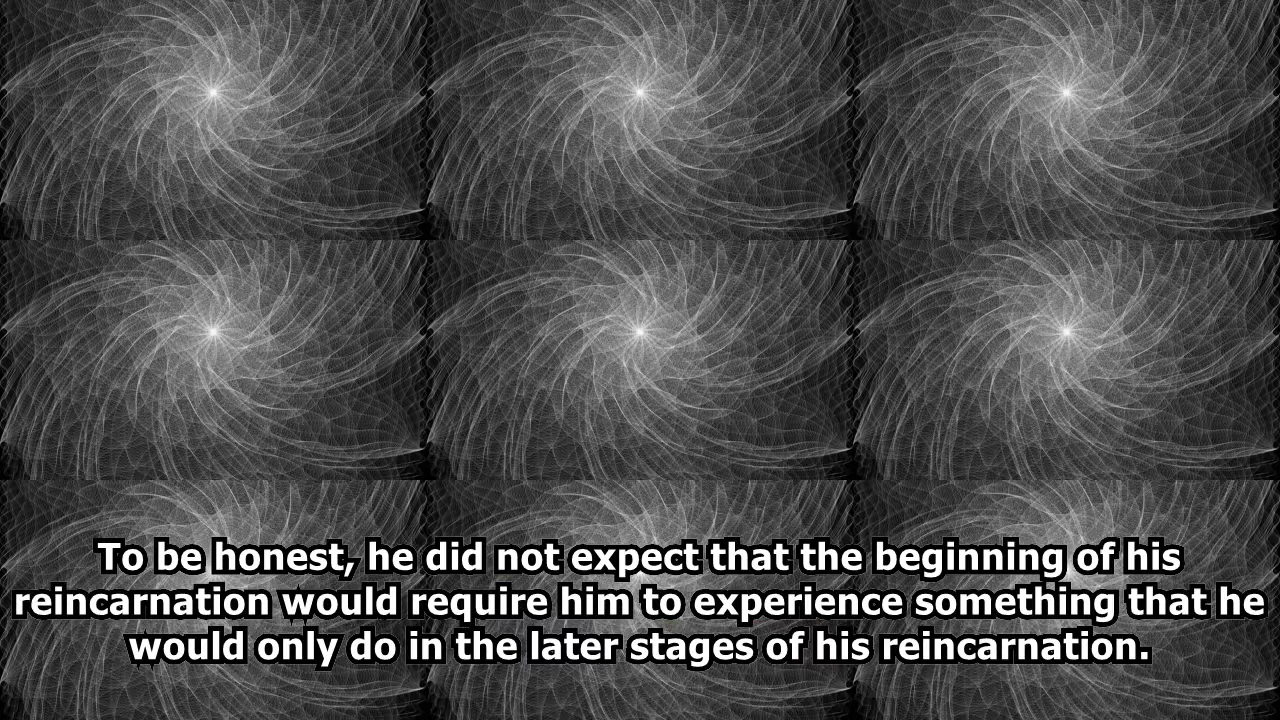 To be honest, he did not expect that the beginning of his
reincarnation would require him to experience something that he
would only do in the later stages of his reincarnation.